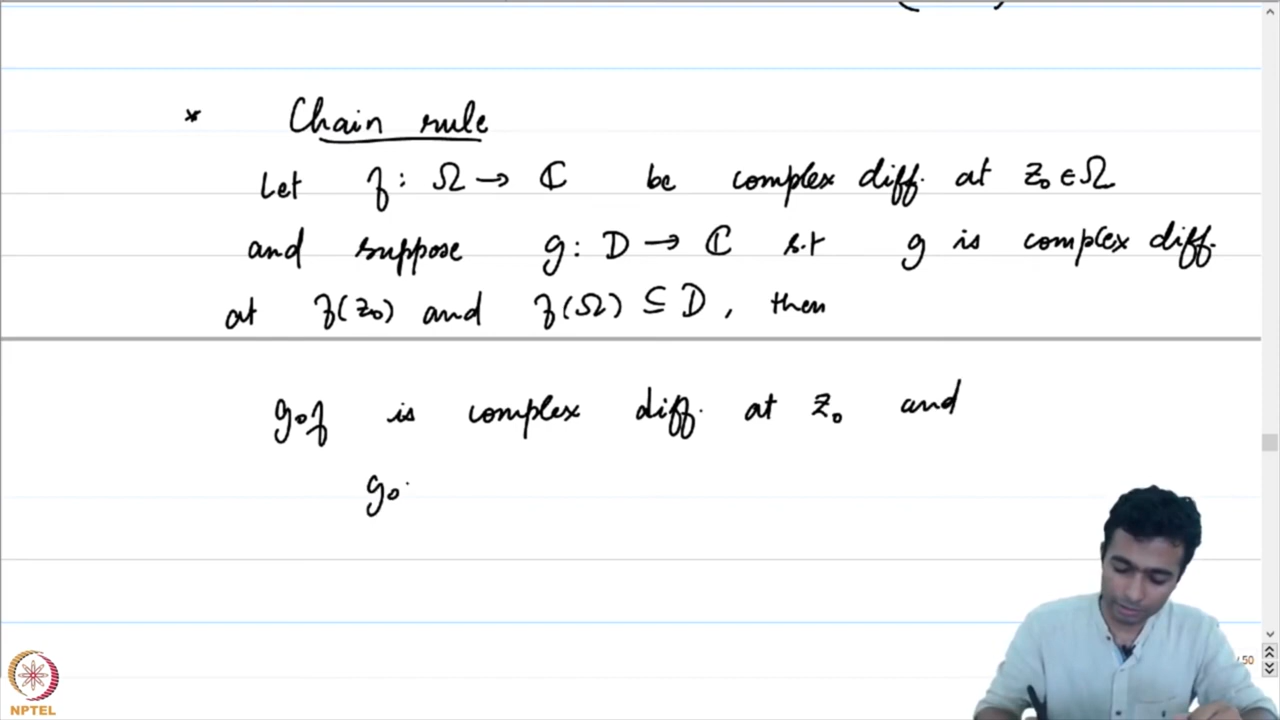 * Chain rule
Let f : Ω → ℂ be complex diff. at z₀ ∈ Ω
and suppose g : D → ℂ s.t g is complex diff.
at f(z₀) and f(Ω) ⊆ D, then
g∘f is complex diff. at z₀ and
g∘
50
NPTEL